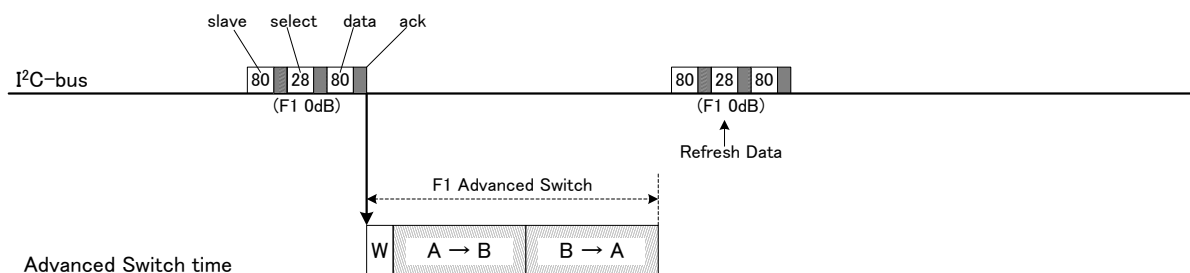 slave select data ack
I²C-bus 80 28 80 80 28 80
(F1 0dB) (F1 0dB)
Refresh Data
F1 Advanced Switch
W A → B B → A
Advanced Switch time